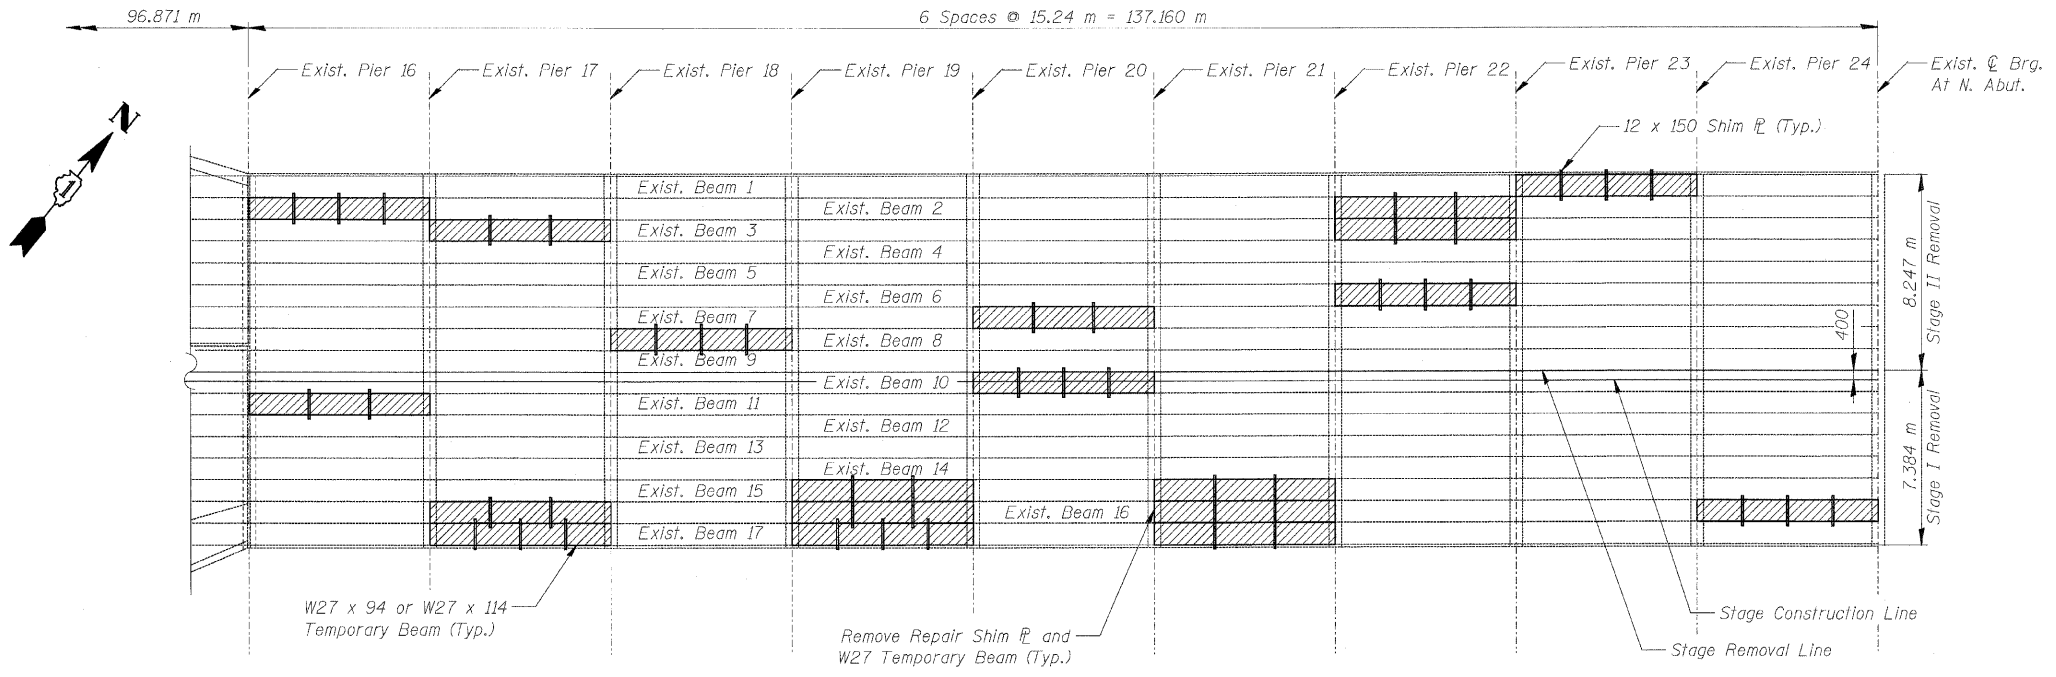 96.871 m
6 Spaces @ 15.24 m = 137.160 m
Exist. Pier 16
Exist. Pier 17
Exist. Pier 18
Exist. Pier 19
Exist. Pier 20
Exist. Pier 21
Exist. Pier 22
Exist. Pier 23
Exist. Pier 24
Exist. ℄ Brg.
At N. Abut.
N
1
12 x 150 Shim ℞ (Typ.)
Exist. Beam 1
Exist. Beam 2
Exist. Beam 3
Exist. Beam 4
Exist. Beam 5
Exist. Beam 6
Exist. Beam 7
Exist. Beam 8
Exist. Beam 9
Exist. Beam 10
Exist. Beam 11
Exist. Beam 12
Exist. Beam 13
Exist. Beam 14
Exist. Beam 15
Exist. Beam 16
Exist. Beam 17
8.247 m
Stage II Removal
400
7.384 m
Stage I Removal
W27 x 94 or W27 x 114
Temporary Beam (Typ.)
Remove Repair Shim ℞ and
W27 Temporary Beam (Typ.)
Stage Construction Line
Stage Removal Line